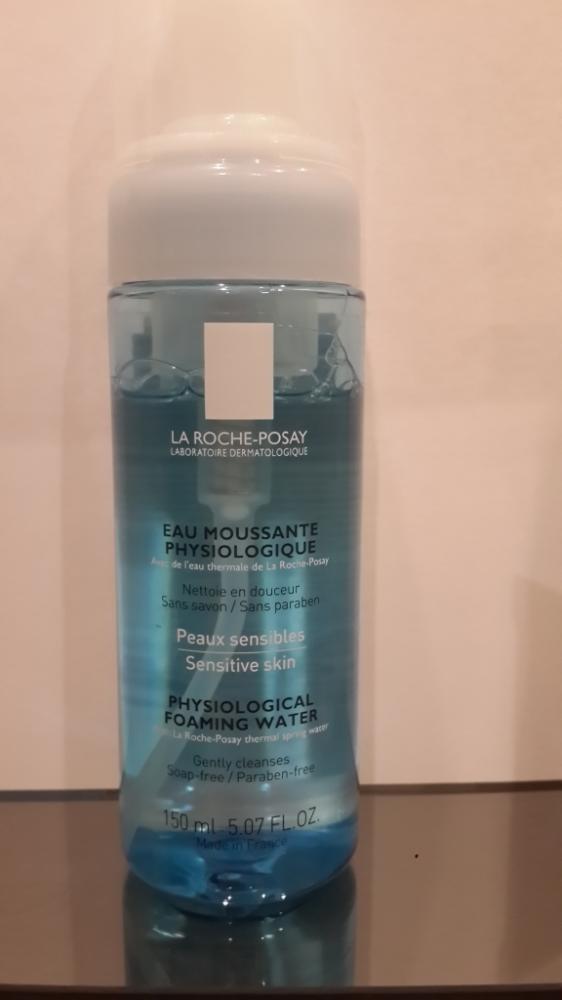 LA ROCHE-POSAY
LABORATOIRE DERMATOLOGIQUE
EAU MOUSSANTE
PHYSIOLOGIQUE
Avec de l'eau thermale de La Roche-Posay
Nettoie en douceur
Sans savon / Sans paraben
Peaux sensibles
Sensitive skin
PHYSIOLOGICAL
FOAMING WATER
La Roche-Posay thermal spring water
Gently cleanses
Soap-free / Paraben-free
150 ml - 5.07 FL.OZ.
Made in France